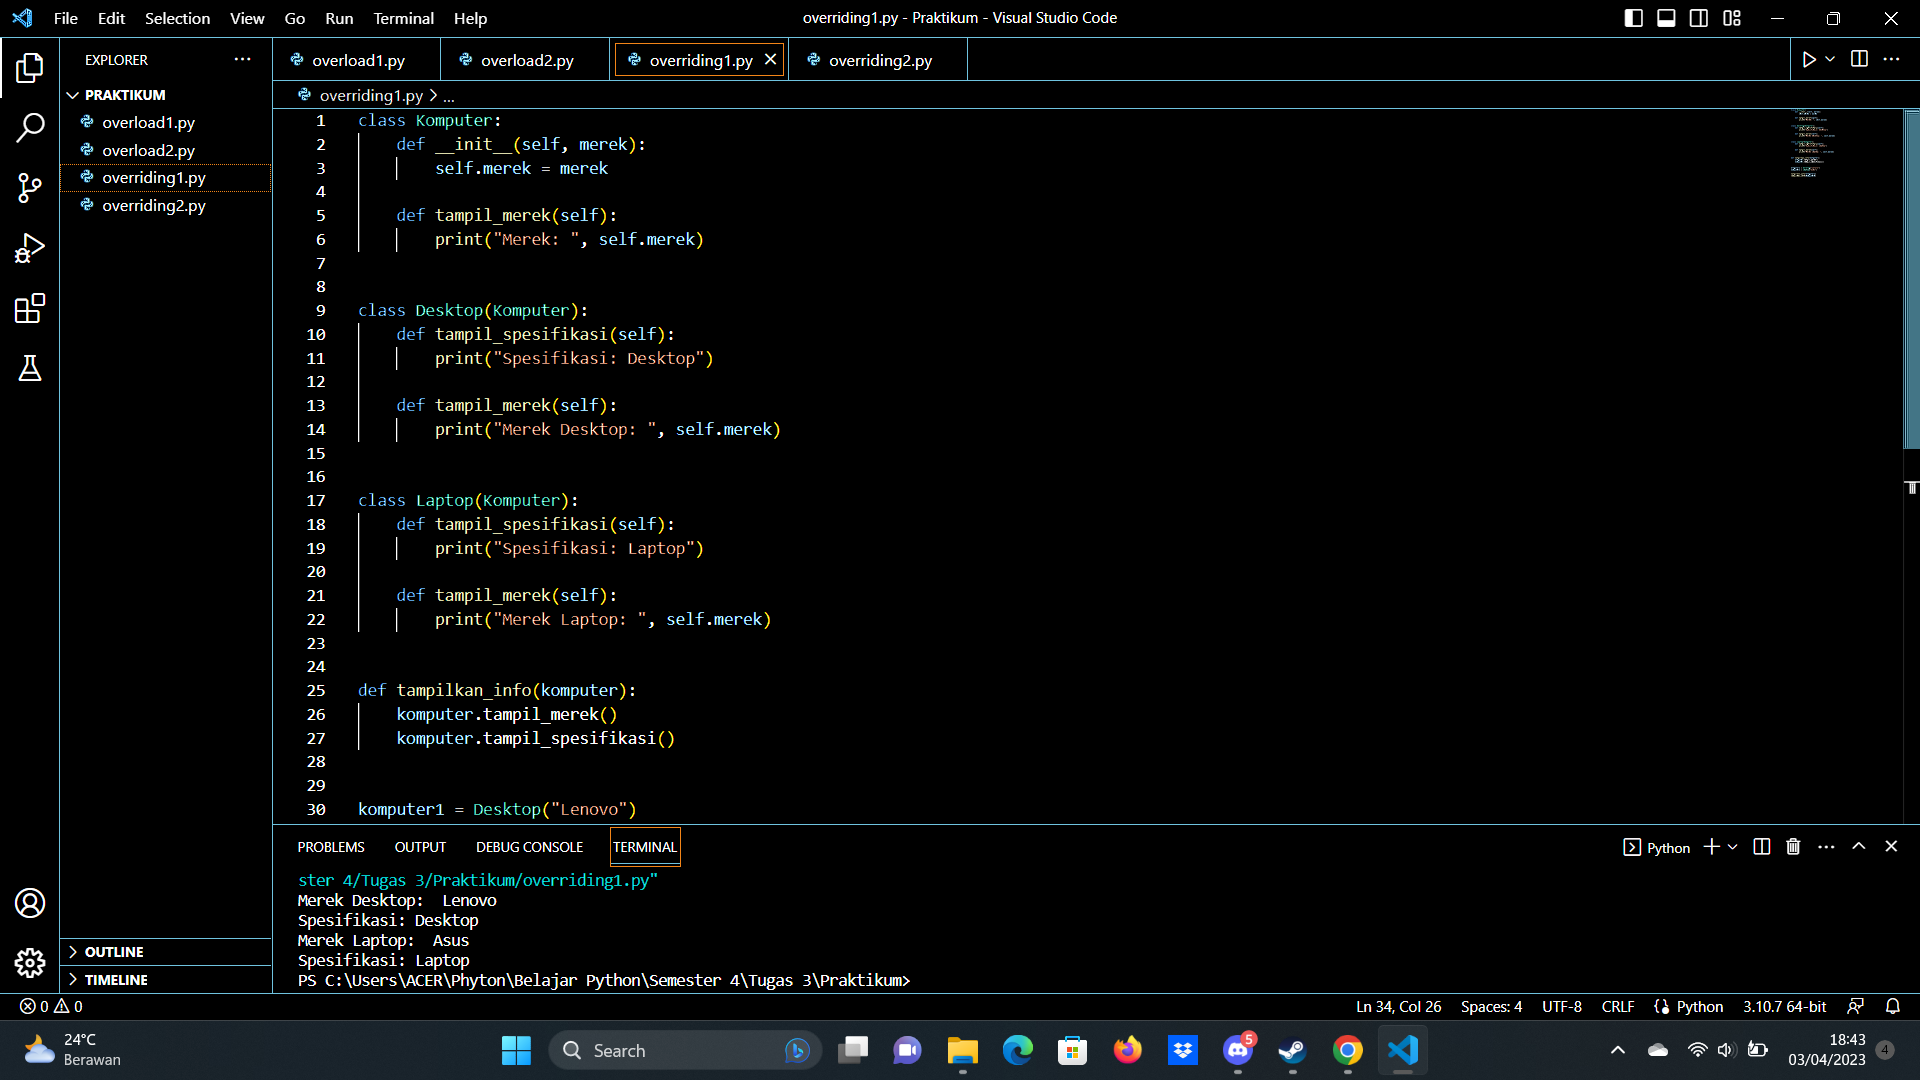 File Edit Selection View Go Run Terminal Help
overriding1.py - Praktikum - Visual Studio Code
EXPLORER
PRAKTIKUM
overload1.py
overload2.py
overriding1.py
overriding2.py
OUTLINE
TIMELINE
overload1.py overload2.py overriding1.py overriding2.py
overriding1.py > ...
1 class Komputer:
2 def __init__(self, merek):
3 self.merek = merek
4
5 def tampil_merek(self):
6 print("Merek: ", self.merek)
7
8
9 class Desktop(Komputer):
10 def tampil_spesifikasi(self):
11 print("Spesifikasi: Desktop")
12
13 def tampil_merek(self):
14 print("Merek Desktop: ", self.merek)
15
16
17 class Laptop(Komputer):
18 def tampil_spesifikasi(self):
19 print("Spesifikasi: Laptop")
20
21 def tampil_merek(self):
22 print("Merek Laptop: ", self.merek)
23
24
25 def tampilkan_info(komputer):
26 komputer.tampil_merek()
27 komputer.tampil_spesifikasi()
28
29
30 komputer1 = Desktop("Lenovo")
PROBLEMS OUTPUT DEBUG CONSOLE TERMINAL
Python
ster 4/Tugas 3/Praktikum/overriding1.py"
Merek Desktop:  Lenovo
Spesifikasi: Desktop
Merek Laptop:  Asus
Spesifikasi: Laptop
PS C:\Users\ACER\Phyton\Belajar Python\Semester 4\Tugas 3\Praktikum>
0 0
Ln 34, Col 26 Spaces: 4 UTF-8 CRLF Python 3.10.7 64-bit
24°C
Berawan
Search
5
18:43
03/04/2023
4